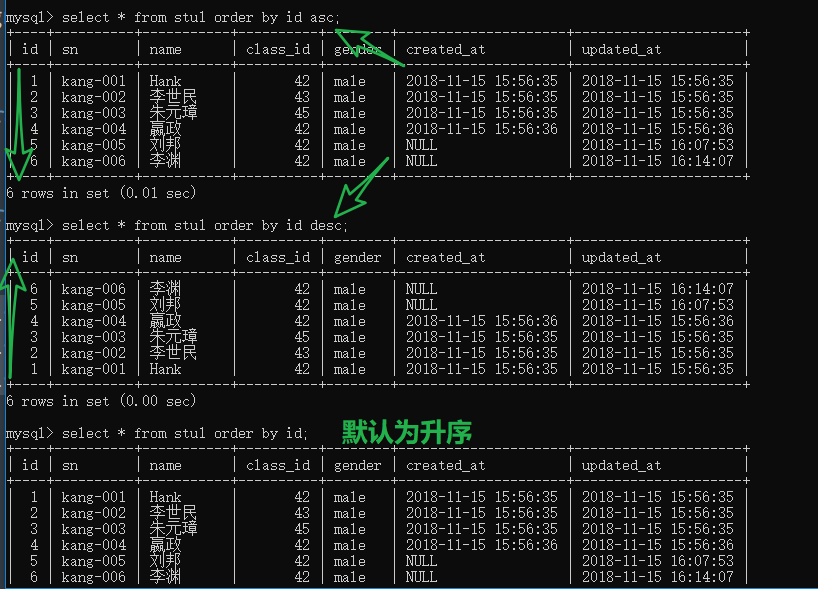 mysql> select * from stul order by id asc;
| id | sn | name | class_id | gender | created_at | updated_at |
| 1 | kang-001 | Hank | 42 | male | 2018-11-15 15:56:35 | 2018-11-15 15:56:35 |
| 2 | kang-002 | 李世民 | 43 | male | 2018-11-15 15:56:35 | 2018-11-15 15:56:35 |
| 3 | kang-003 | 朱元璋 | 45 | male | 2018-11-15 15:56:35 | 2018-11-15 15:56:35 |
| 4 | kang-004 | 嬴政 | 42 | male | 2018-11-15 15:56:36 | 2018-11-15 15:56:36 |
| 5 | kang-005 | 刘邦 | 42 | male | NULL | 2018-11-15 16:07:53 |
| 6 | kang-006 | 李渊 | 42 | male | NULL | 2018-11-15 16:14:07 |
6 rows in set (0.01 sec)
mysql> select * from stul order by id desc;
| id | sn | name | class_id | gender | created_at | updated_at |
| 6 | kang-006 | 李渊 | 42 | male | NULL | 2018-11-15 16:14:07 |
| 5 | kang-005 | 刘邦 | 42 | male | NULL | 2018-11-15 16:07:53 |
| 4 | kang-004 | 嬴政 | 42 | male | 2018-11-15 15:56:36 | 2018-11-15 15:56:36 |
| 3 | kang-003 | 朱元璋 | 45 | male | 2018-11-15 15:56:35 | 2018-11-15 15:56:35 |
| 2 | kang-002 | 李世民 | 43 | male | 2018-11-15 15:56:35 | 2018-11-15 15:56:35 |
| 1 | kang-001 | Hank | 42 | male | 2018-11-15 15:56:35 | 2018-11-15 15:56:35 |
6 rows in set (0.00 sec)
mysql> select * from stul order by id; 默认为升序
| id | sn | name | class_id | gender | created_at | updated_at |
| 1 | kang-001 | Hank | 42 | male | 2018-11-15 15:56:35 | 2018-11-15 15:56:35 |
| 2 | kang-002 | 李世民 | 43 | male | 2018-11-15 15:56:35 | 2018-11-15 15:56:35 |
| 3 | kang-003 | 朱元璋 | 45 | male | 2018-11-15 15:56:35 | 2018-11-15 15:56:35 |
| 4 | kang-004 | 嬴政 | 42 | male | 2018-11-15 15:56:36 | 2018-11-15 15:56:36 |
| 5 | kang-005 | 刘邦 | 42 | male | NULL | 2018-11-15 16:07:53 |
| 6 | kang-006 | 李渊 | 42 | male | NULL | 2018-11-15 16:14:07 |